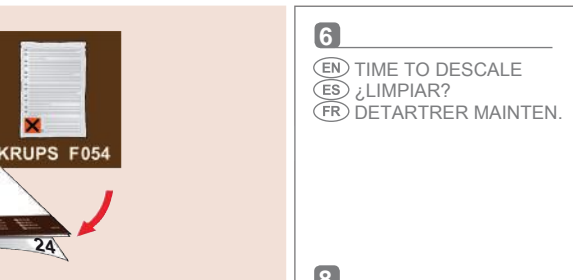 KRUPS F054
24
6
EN TIME TO DESCALE
ES ¿LIMPIAR?
FR DETARTRER MAINTEN.
8